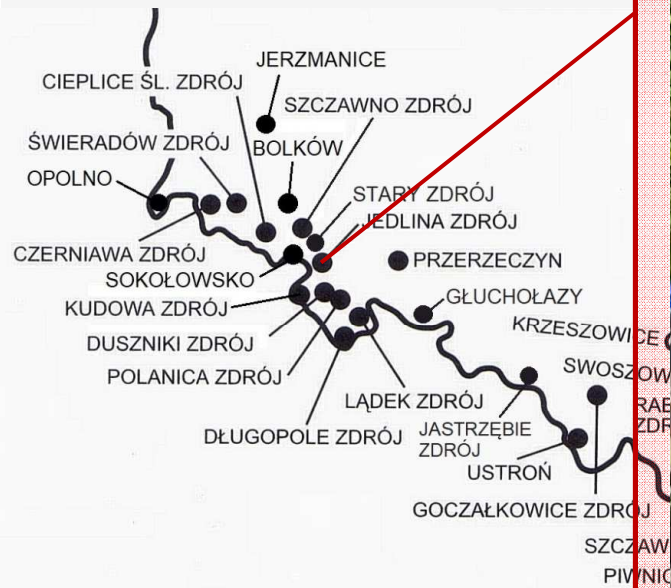 JERZMANICE
CIEPLICE ŚL. ZDRÓJ
SZCZAWNO ZDRÓJ
ŚWIERADÓW ZDRÓJ
BOLKÓW
OPOLNO
STARY ZDRÓJ
JEDLINA ZDRÓJ
CZERNIAWA ZDRÓJ
PRZERZECZYN
SOKOŁOWSKO
GŁUCHOŁAZY
KUDOWA ZDRÓJ
KRZESZOWICE
DUSZNIKI ZDRÓJ
SWOSZOW
POLANICA ZDRÓJ
LĄDEK ZDRÓJ
RAB
ZDR
DŁUGOPOLE ZDRÓJ
JASTRZĘBIE
ZDRÓJ
USTROŃ
GOCZAŁKOWICE ZDRÓJ
SZCZAW
PIWNIC